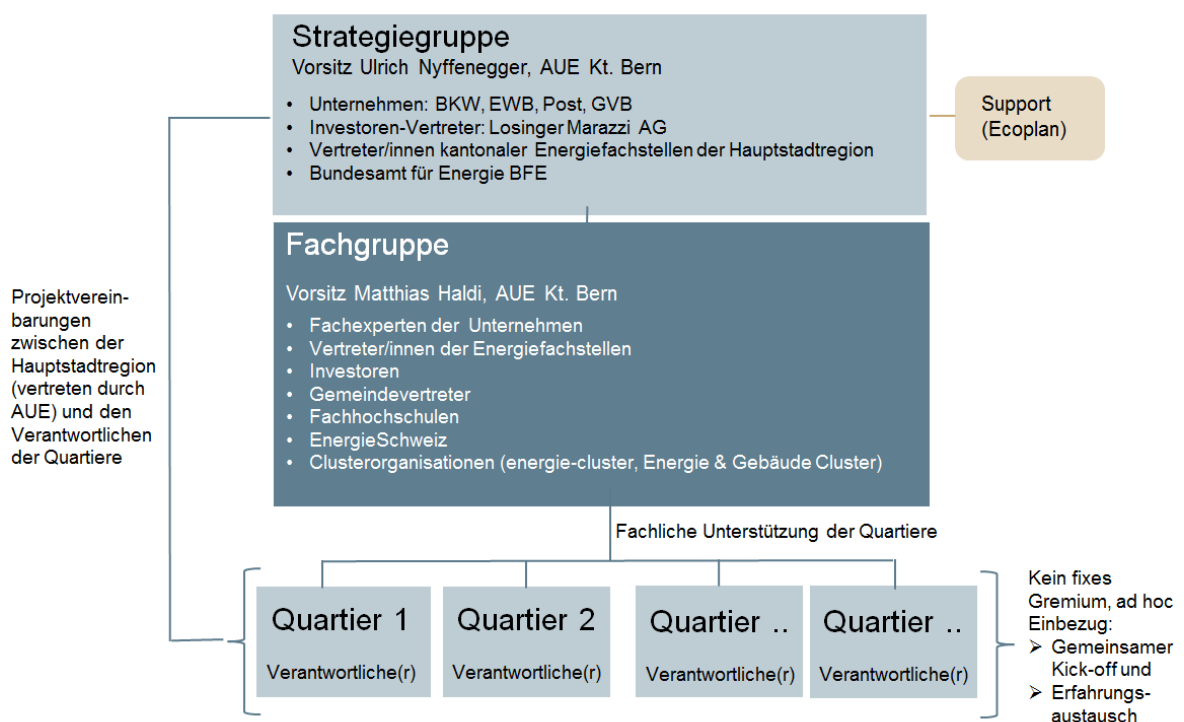 Strategiegruppe
Vorsitz Ulrich Nyffenegger, AUE Kt. Bern
• Unternehmen: BKW, EWB, Post, GVB
• Investoren-Vertreter: Losinger Marazzi AG
• Vertreter/innen kantonaler Energiefachstellen der Hauptstadtregion
• Bundesamt für Energie BFE
Support
(Ecoplan)
Fachgruppe
Vorsitz Matthias Haldi, AUE Kt. Bern
• Fachexperten der Unternehmen
• Vertreter/innen der Energiefachstellen
• Investoren
• Gemeindevertreter
• Fachhochschulen
• EnergieSchweiz
• Clusterorganisationen (energie-cluster, Energie & Gebäude Cluster)
Projektverein-
barungen
zwischen der
Hauptstadtregion
(vertreten durch
AUE) und den
Verantwortlichen
der Quartiere
Fachliche Unterstützung der Quartiere
Quartier 1
Verantwortliche(r)
Quartier 2
Verantwortliche(r)
Quartier ..
Verantwortliche(r)
Quartier ..
Verantwortliche(r)
Kein fixes
Gremium, ad hoc
Einbezug:
➢ Gemeinsamer
Kick-off und
➢ Erfahrungs-
austausch